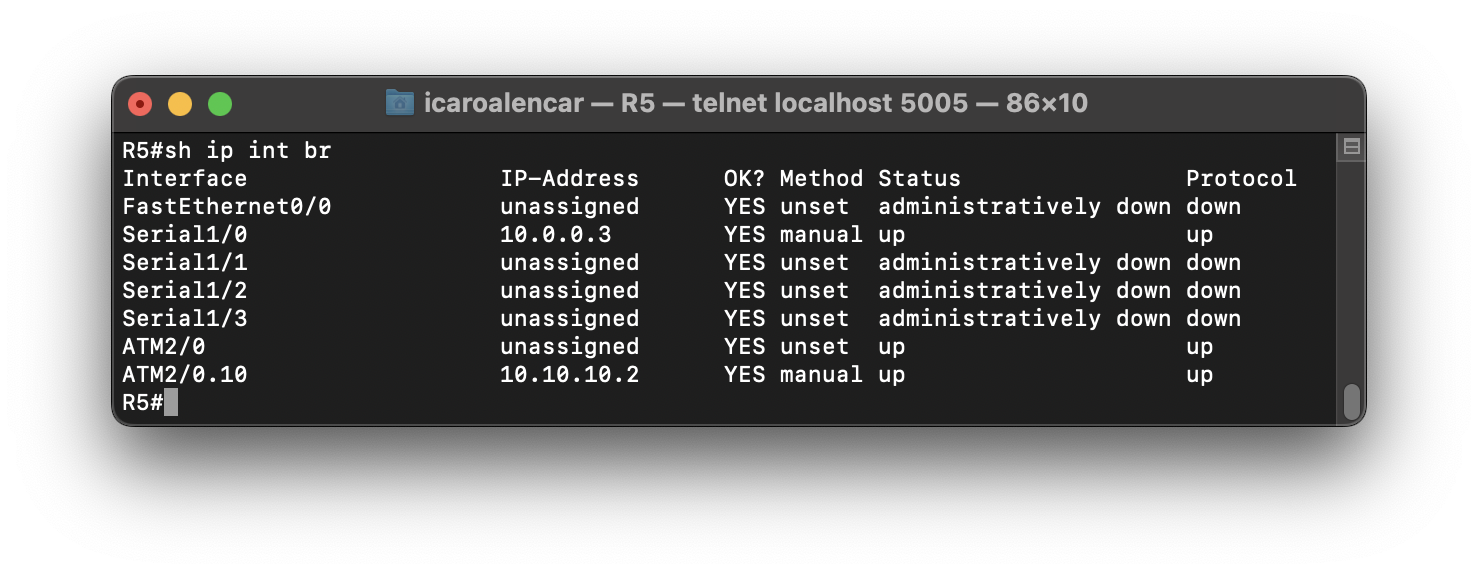 icaroalencar — R5 — telnet localhost 5005 — 86×10
R5#sh ip int br
Interface                  IP-Address      OK? Method Status                Protocol
FastEthernet0/0            unassigned      YES unset  administratively down down
Serial1/0                  10.0.0.3        YES manual up                    up
Serial1/1                  unassigned      YES unset  administratively down down
Serial1/2                  unassigned      YES unset  administratively down down
Serial1/3                  unassigned      YES unset  administratively down down
ATM2/0                     unassigned      YES unset  up                    up
ATM2/0.10                  10.10.10.2      YES manual up                    up
R5#